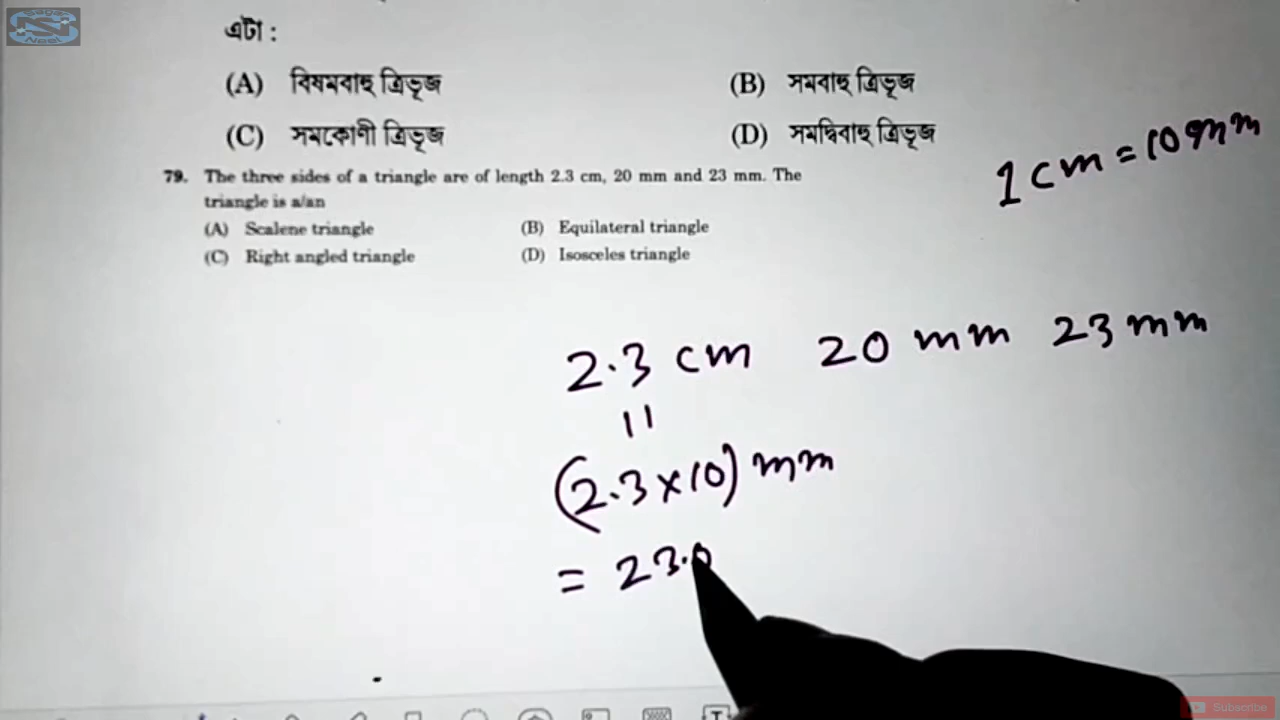 এটা :
(A) বিষমবাহু ত্রিভূজ (B) সমবাহু ত্রিভূজ
(C) সমকোণী ত্রিভূজ (D) সমদ্বিবাহু ত্রিভূজ
1 cm = 10 mm
79. The three sides of a triangle are of length 2.3 cm, 20 mm and 23 mm. The
triangle is a/an
(A) Scalene triangle (B) Equilateral triangle
(C) Right angled triangle (D) Isosceles triangle
2.3 cm 20 mm 23 mm
=
(2.3×10) mm
= 23.0
Subscribe